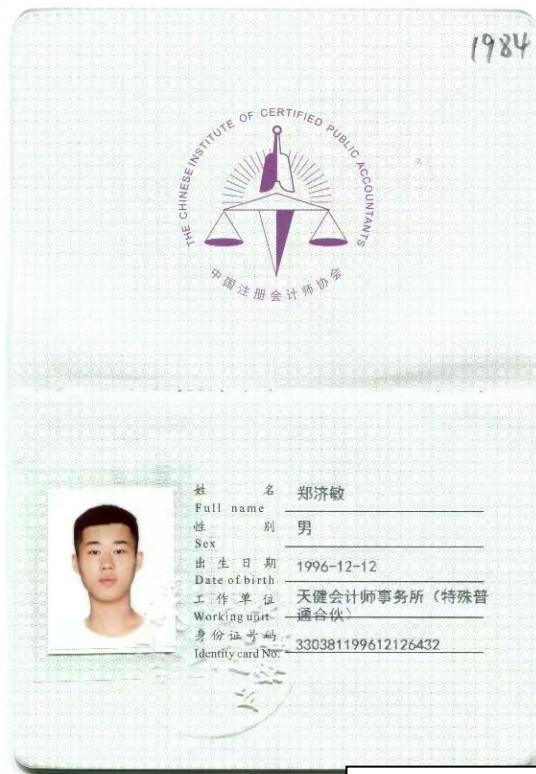 1984
THE CHINESE INSTITUTE OF CERTIFIED PUBLIC ACCOUNTANTS
中国注册会计师协会
姓 名 郑济敏
Full name
性 别 男
Sex
出生日期 1996-12-12
Date of birth
工作单位 天健会计师事务所（特殊普
Working unit 通合伙）
身份证号码 330381199612126432
Identity card No.